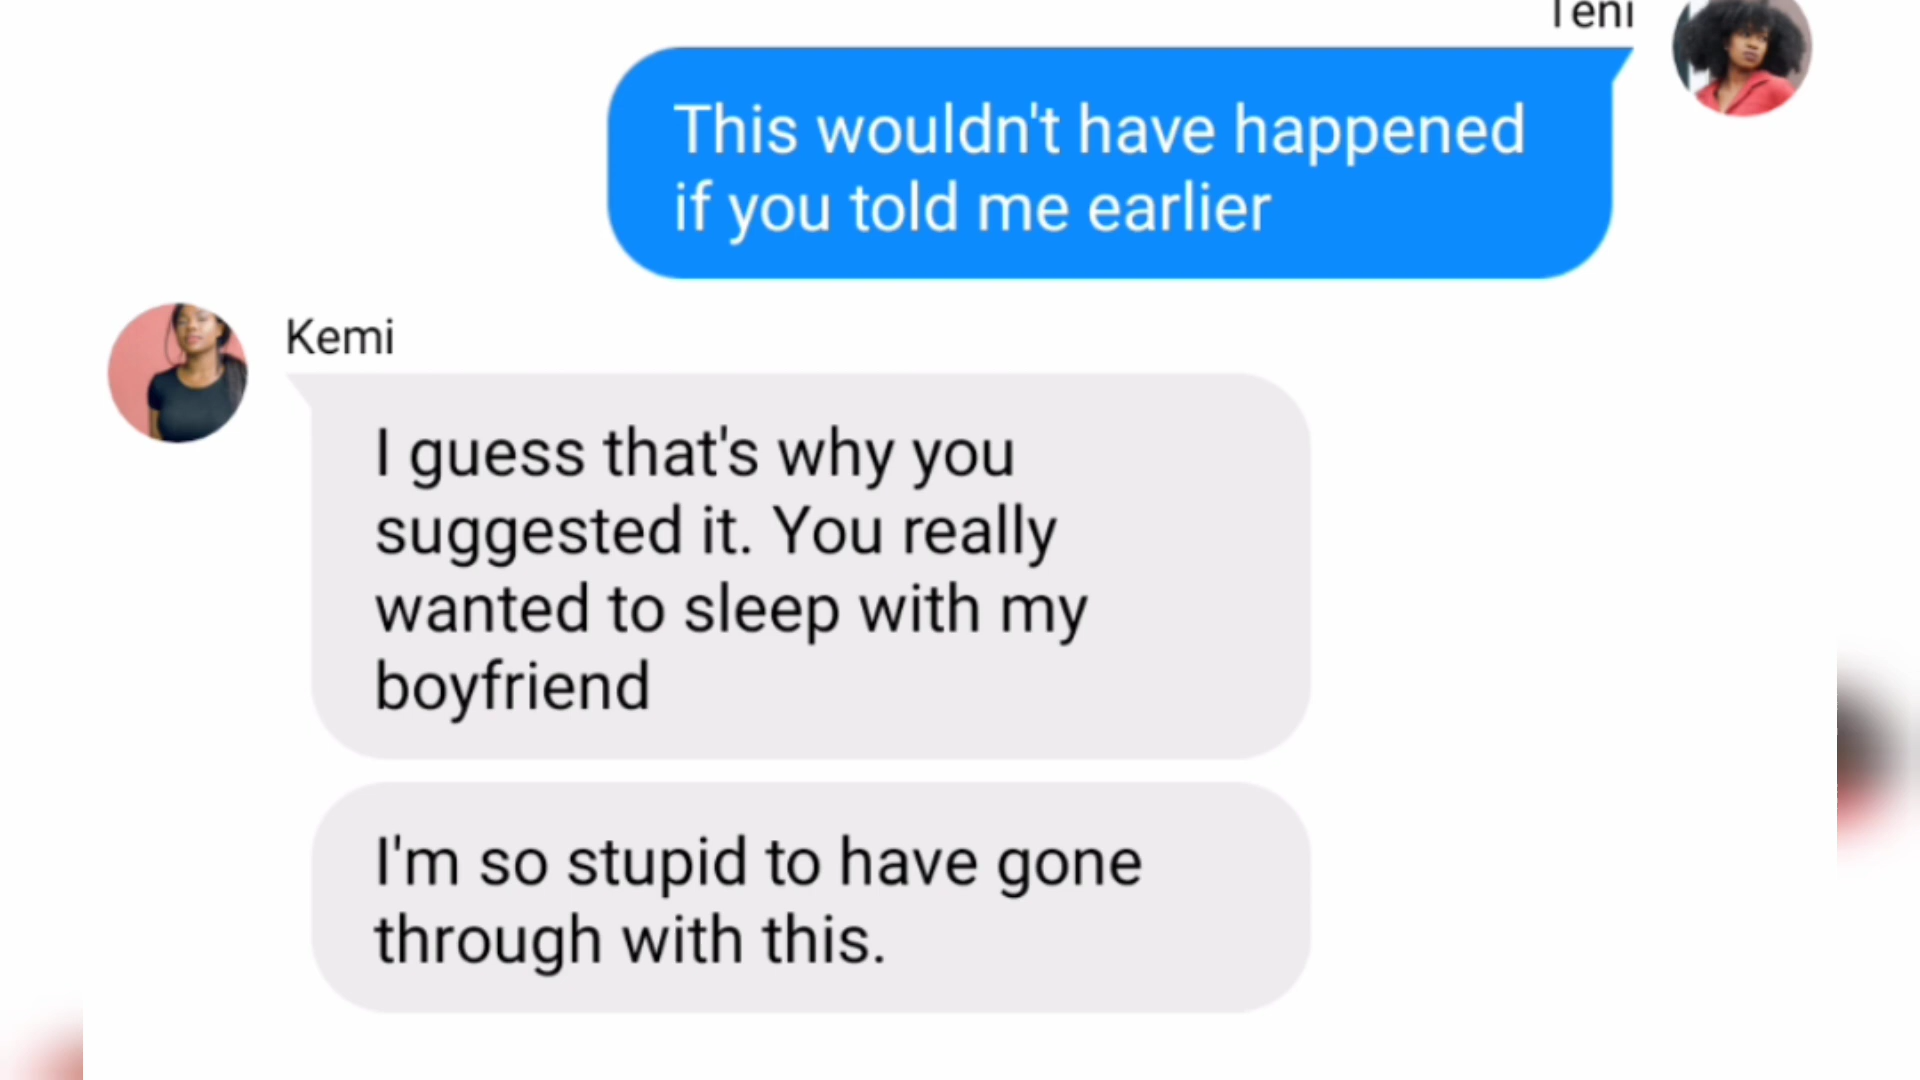 Teni
This wouldn't have happened
if you told me earlier
Kemi
I guess that's why you
suggested it. You really
wanted to sleep with my
boyfriend
I'm so stupid to have gone
through with this.